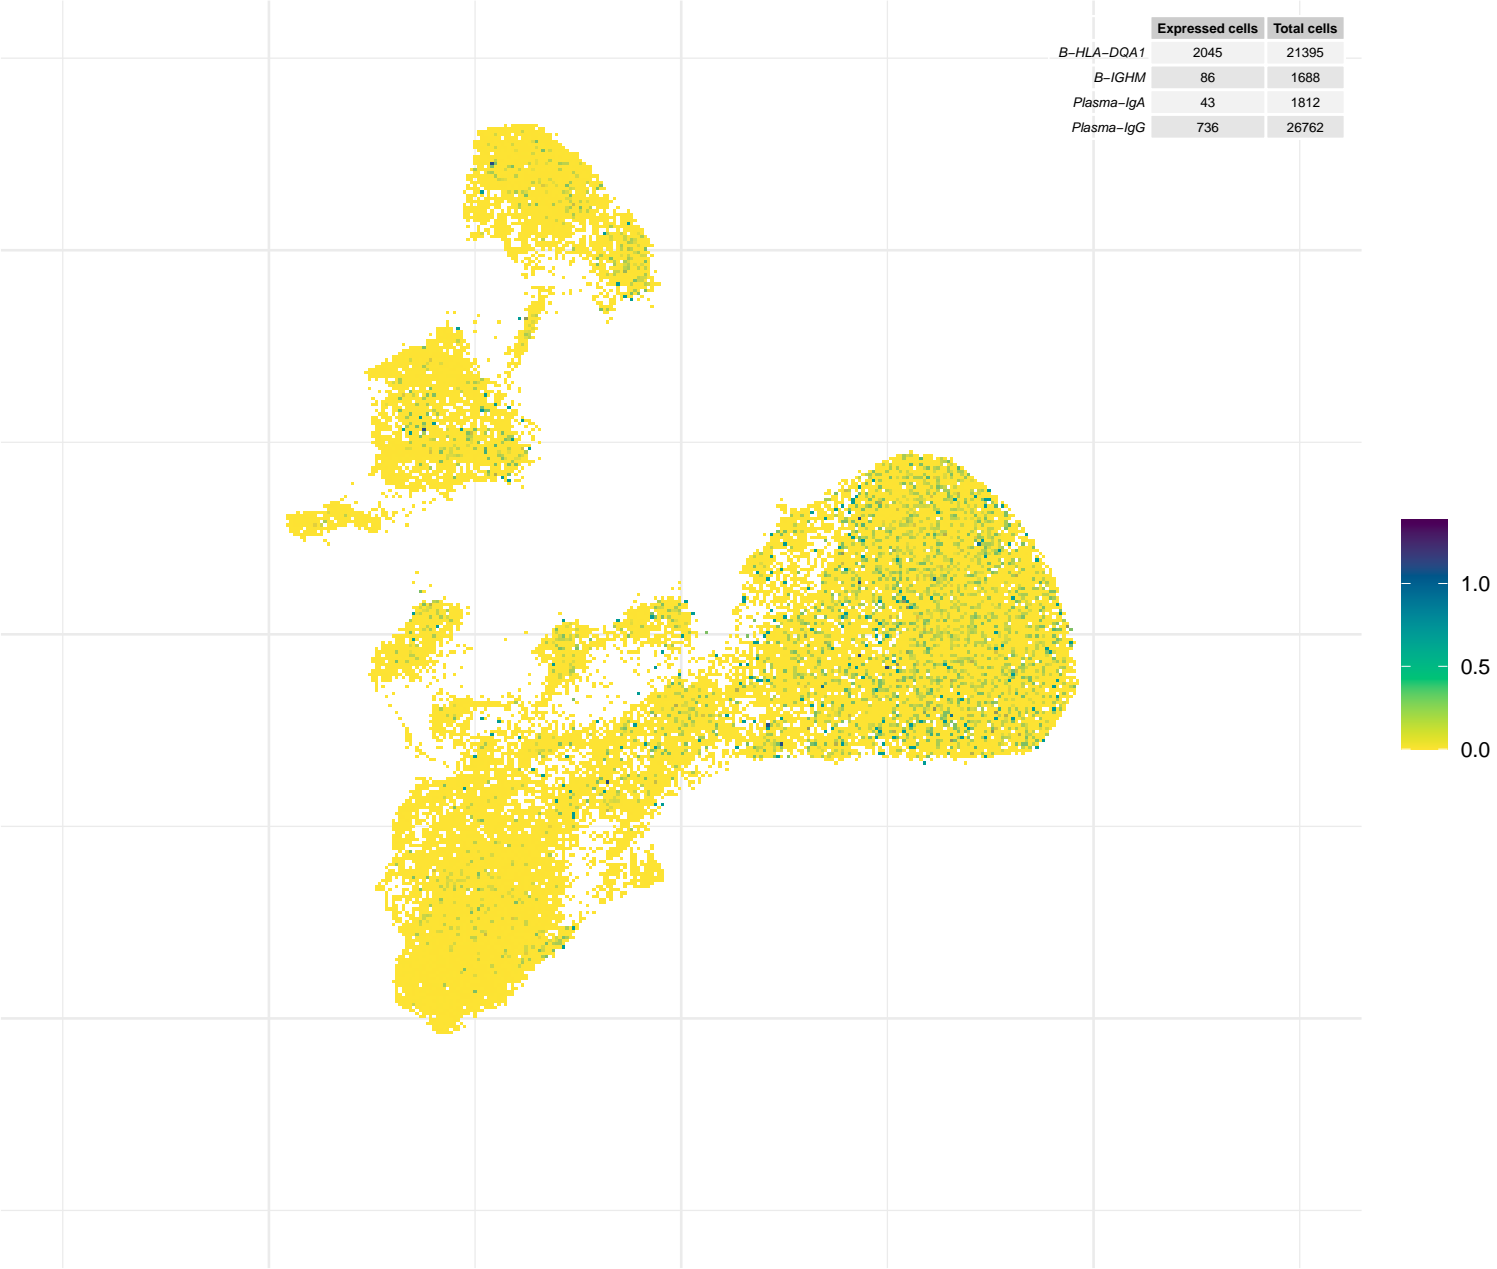 Expressed cells Total cells
B−HLA−DQA1 2045 21395
B−IGHM 86 1688
Plasma−IgA 43 1812
Plasma−IgG 736 26762
1.0
0.5
0.0